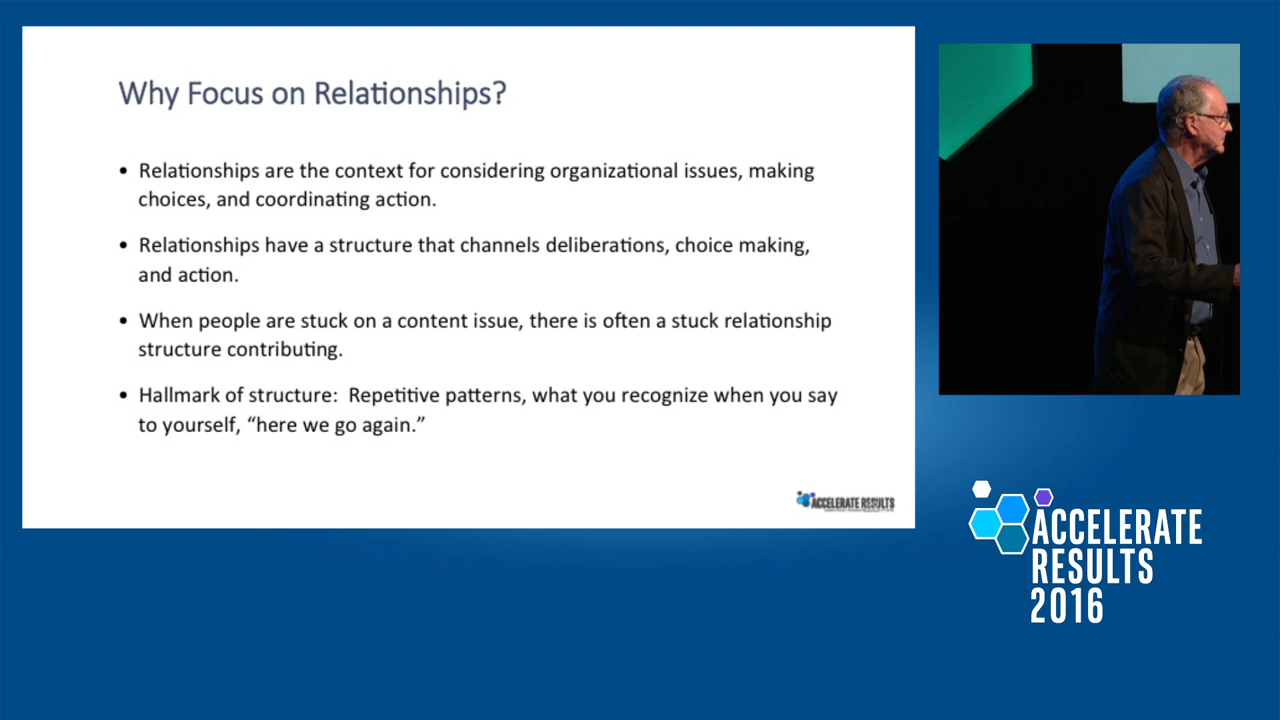 Why Focus on Relationships?
• Relationships are the context for considering organizational issues, making
choices, and coordinating action.
• Relationships have a structure that channels deliberations, choice making,
and action.
• When people are stuck on a content issue, there is often a stuck relationship
structure contributing.
• Hallmark of structure:  Repetitive patterns, what you recognize when you say
to yourself, “here we go again.”
ACCELERATE RESULTS
ACCELERATE
RESULTS
2016